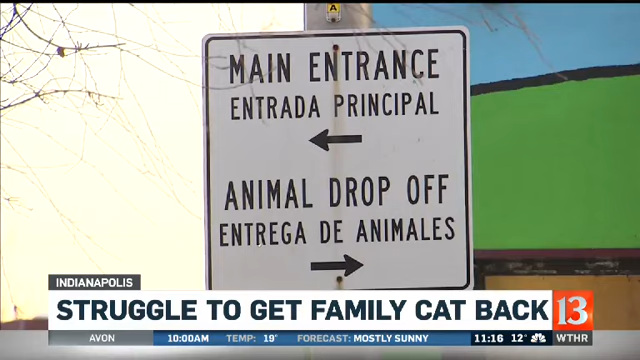 A
MAIN ENTRANCE
ENTRADA PRINCIPAL
ANIMAL DROP OFF
ENTREGA DE ANIMALES
INDIANAPOLIS
STRUGGLE TO GET FAMILY CAT BACK
13
AVON 10:00AM TEMP: 19° FORECAST: MOSTLY SUNNY 11:16 12° WTHR